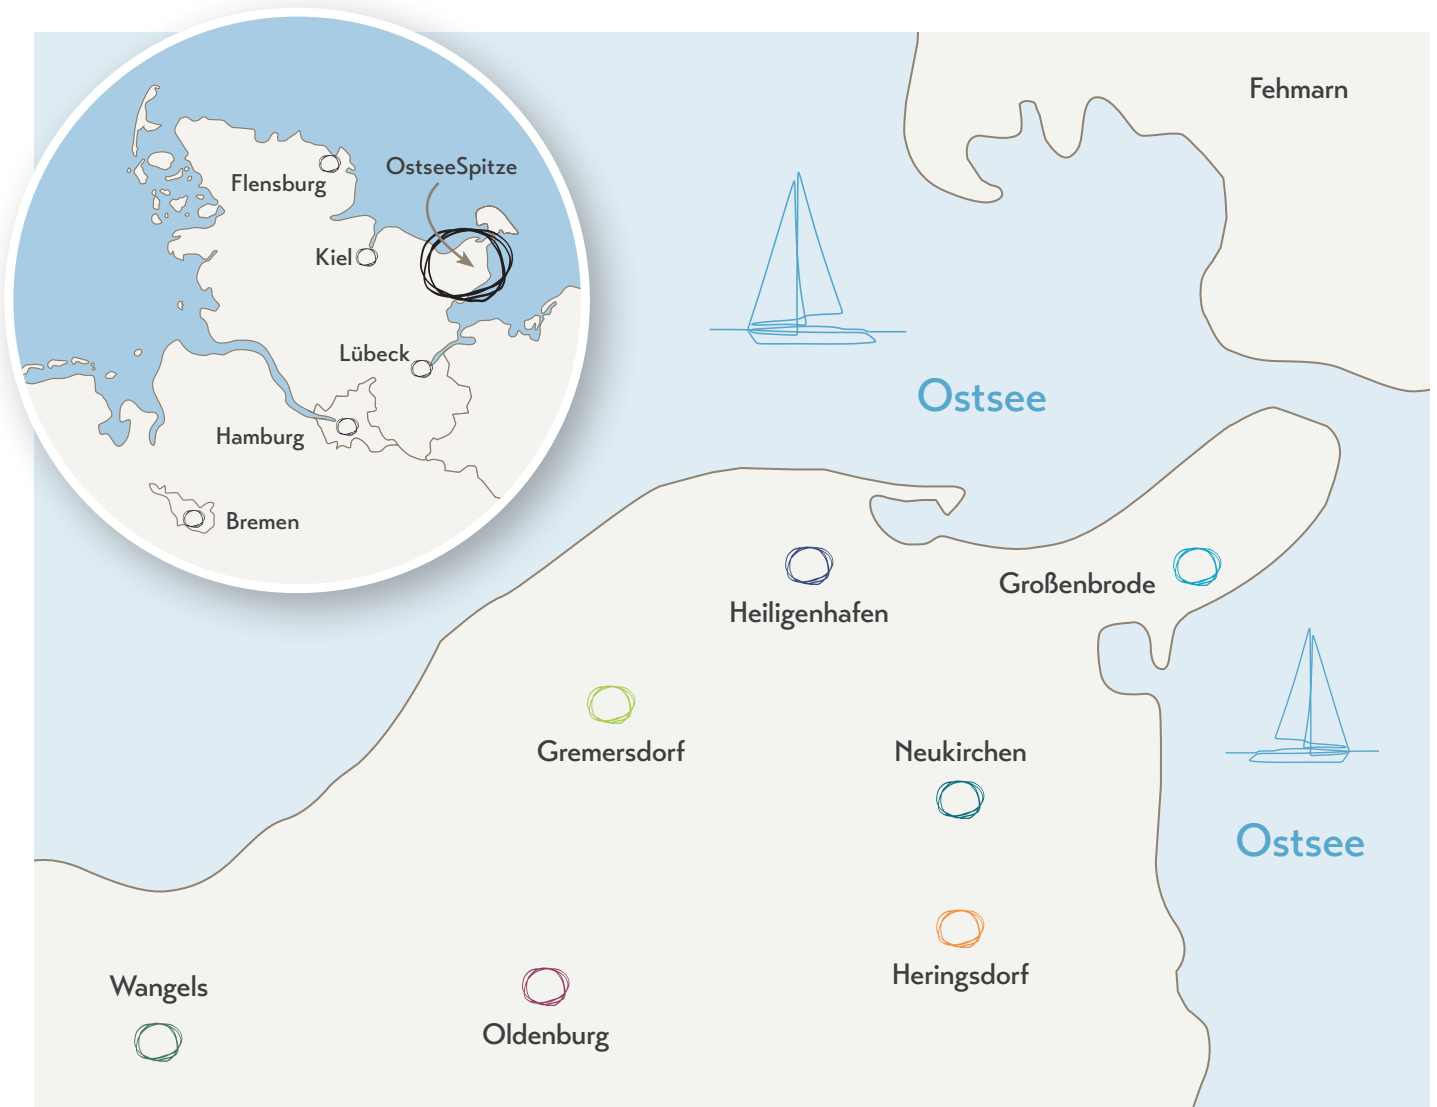 Fehmarn
OstseeSpitze
Flensburg
Kiel
Lübeck
Hamburg
Bremen
Ostsee
Großenbrode
Heiligenhafen
Gremersdorf
Neukirchen
Ostsee
Heringsdorf
Wangels
Oldenburg